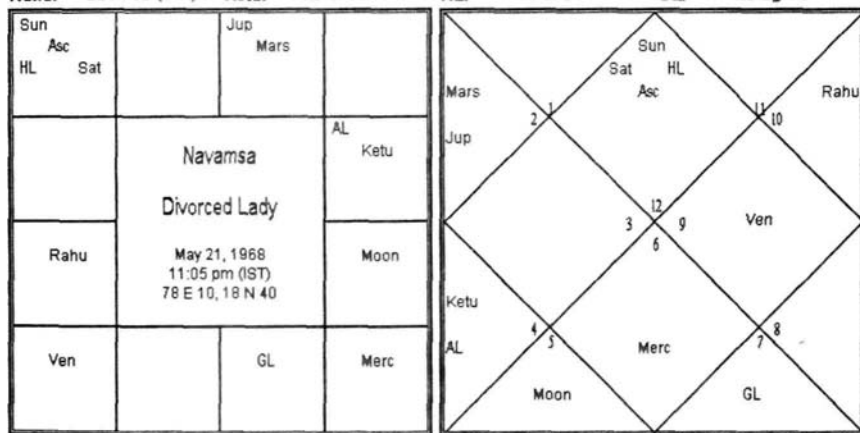 Sun
Asc
HL Sat
Jup
Mars
AL
Ketu
Navamsa
Divorced Lady
May 21, 1968
11:05 pm (IST)
78 E 10, 18 N 40
Rahu
Moon
Ven
GL
Merc
Sun
Sat HL
Asc
Mars
Rahu
2 1
11 10
Jup
12
3 9
6
Ven
Ketu
AL
4 5
Merc
7 8
Moon
GL